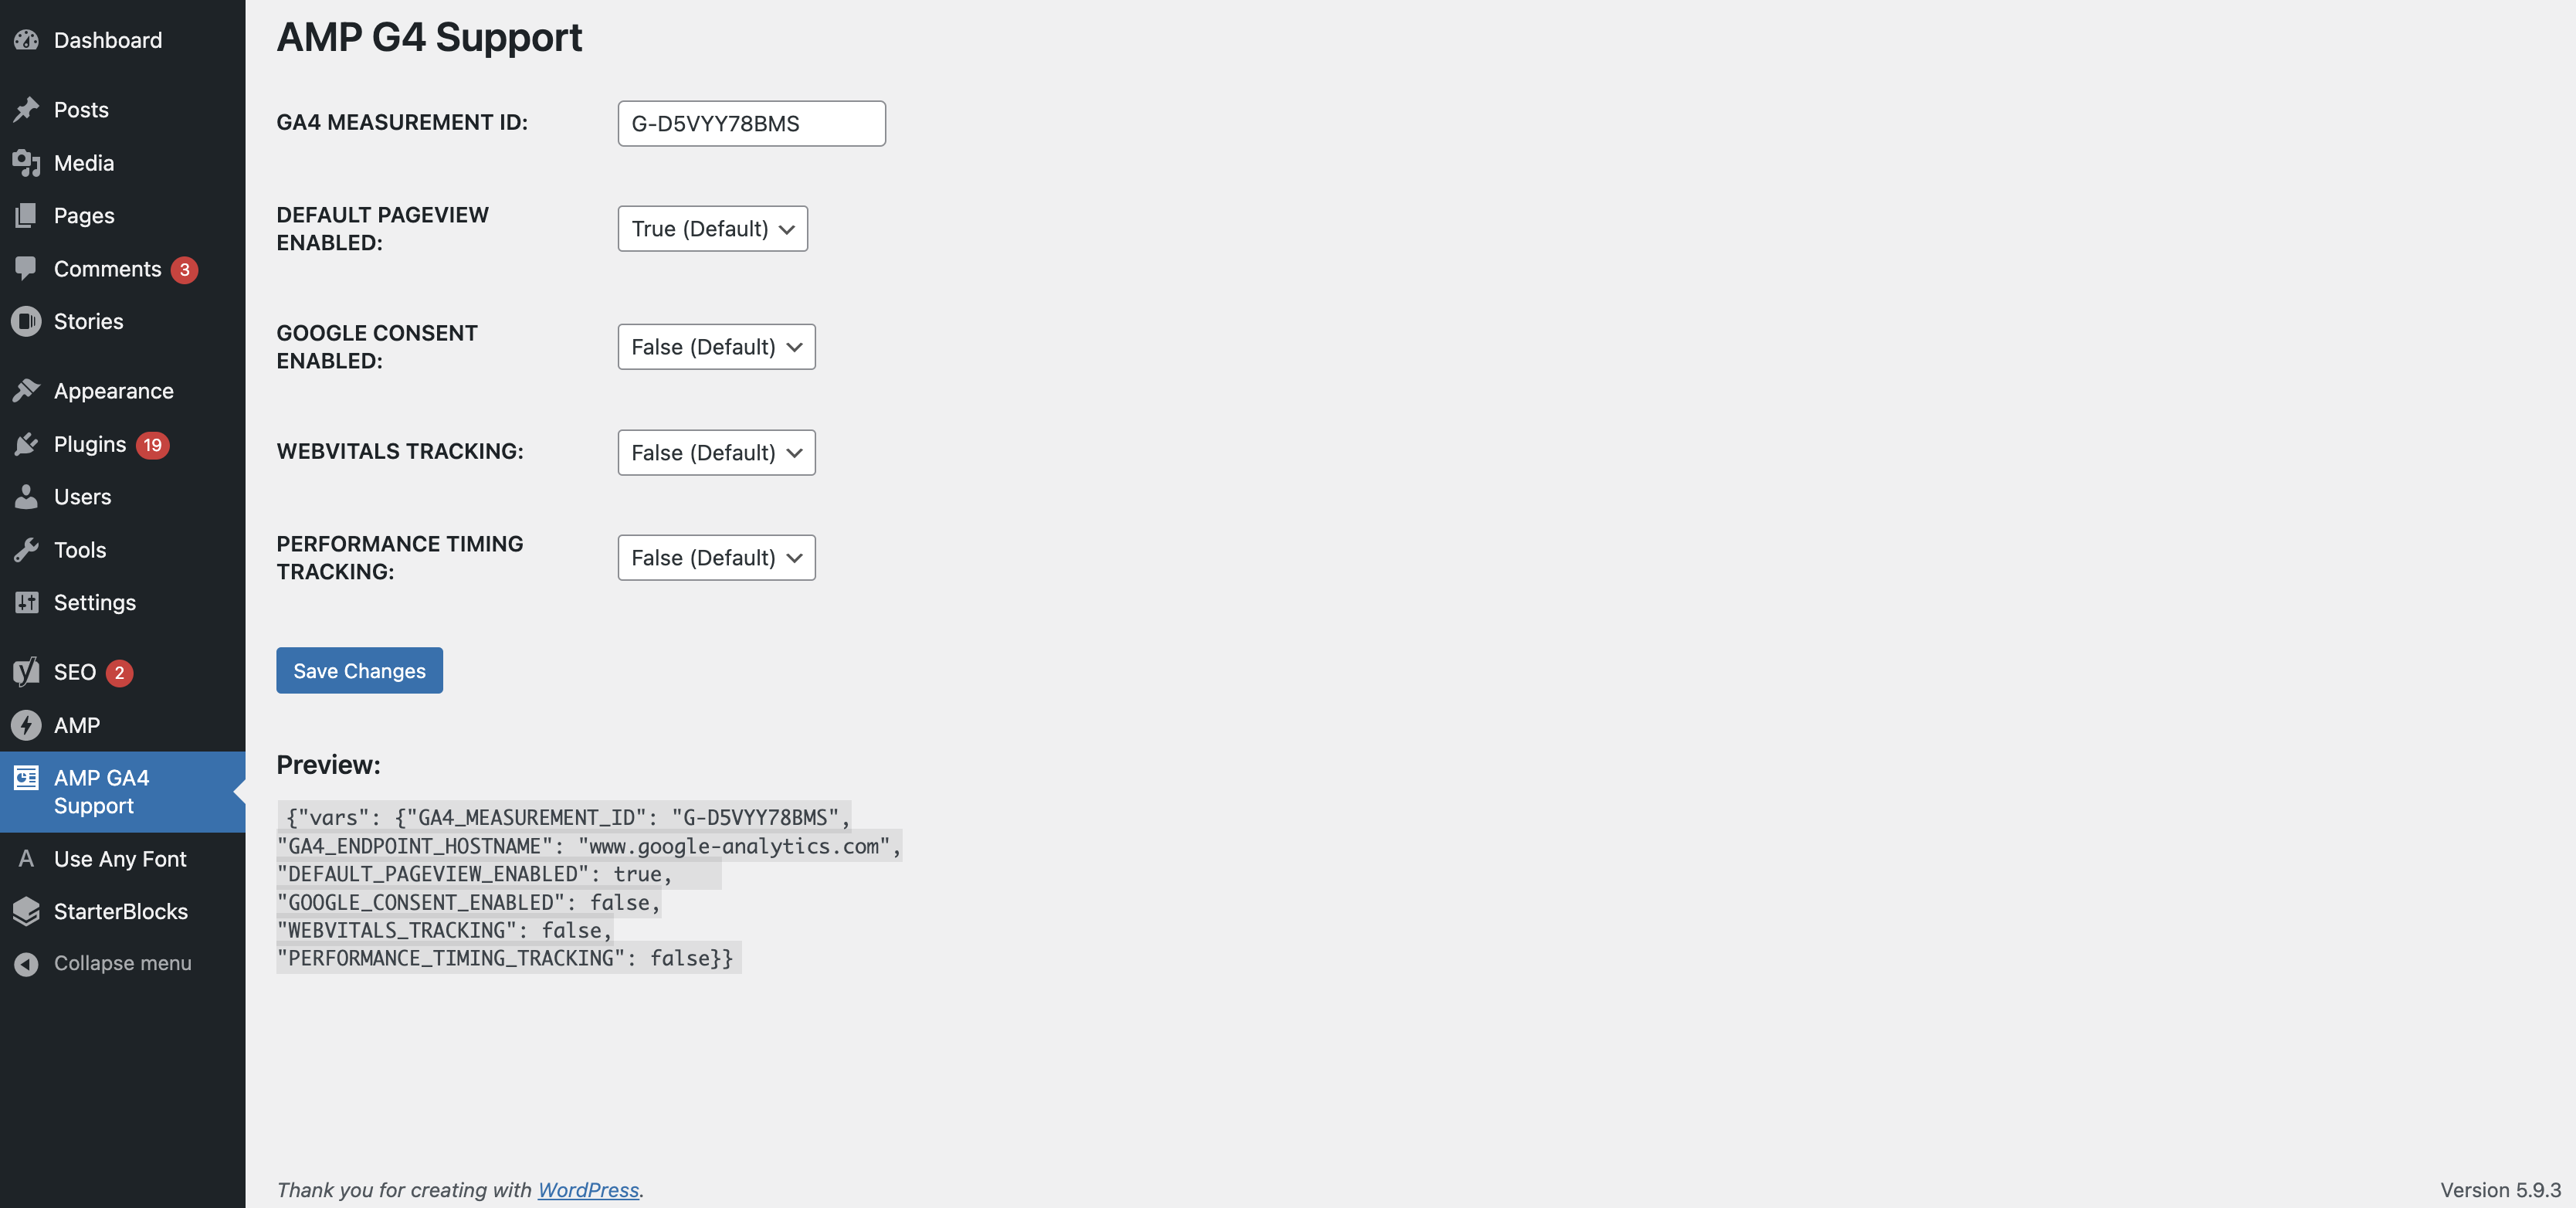 Dashboard
Posts
Media
Pages
Comments 3
Stories
Appearance
Plugins 19
Users
Tools
Settings
SEO 2
AMP
AMP GA4
Support
Use Any Font
StarterBlocks
Collapse menu
AMP G4 Support
GA4 MEASUREMENT ID:
G-D5VYY78BMS
DEFAULT PAGEVIEW
ENABLED:
True (Default)
GOOGLE CONSENT
ENABLED:
False (Default)
WEBVITALS TRACKING:
False (Default)
PERFORMANCE TIMING
TRACKING:
False (Default)
Save Changes
Preview:
{"vars": {"GA4_MEASUREMENT_ID": "G-D5VYY78BMS",
"GA4_ENDPOINT_HOSTNAME": "www.google-analytics.com",
"DEFAULT_PAGEVIEW_ENABLED": true,
"GOOGLE_CONSENT_ENABLED": false,
"WEBVITALS_TRACKING": false,
"PERFORMANCE_TIMING_TRACKING": false}}
Thank you for creating with WordPress.
Version 5.9.3